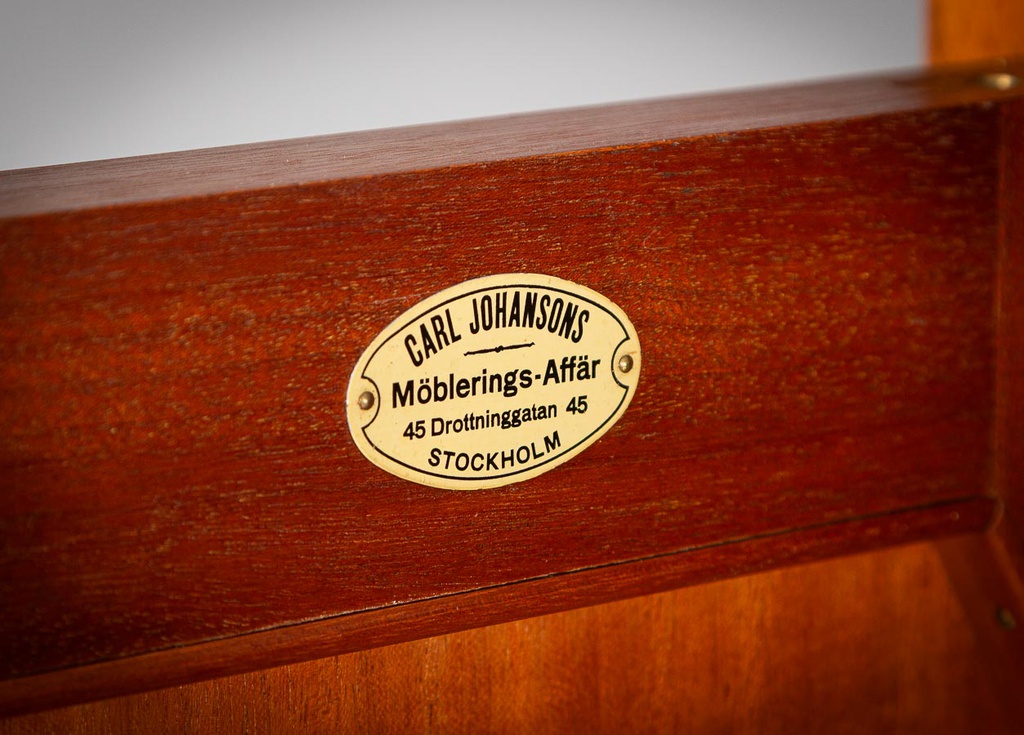 CARL JOHANSONS
Möblerings-Affär
45 Drottninggatan 45
STOCKHOLM